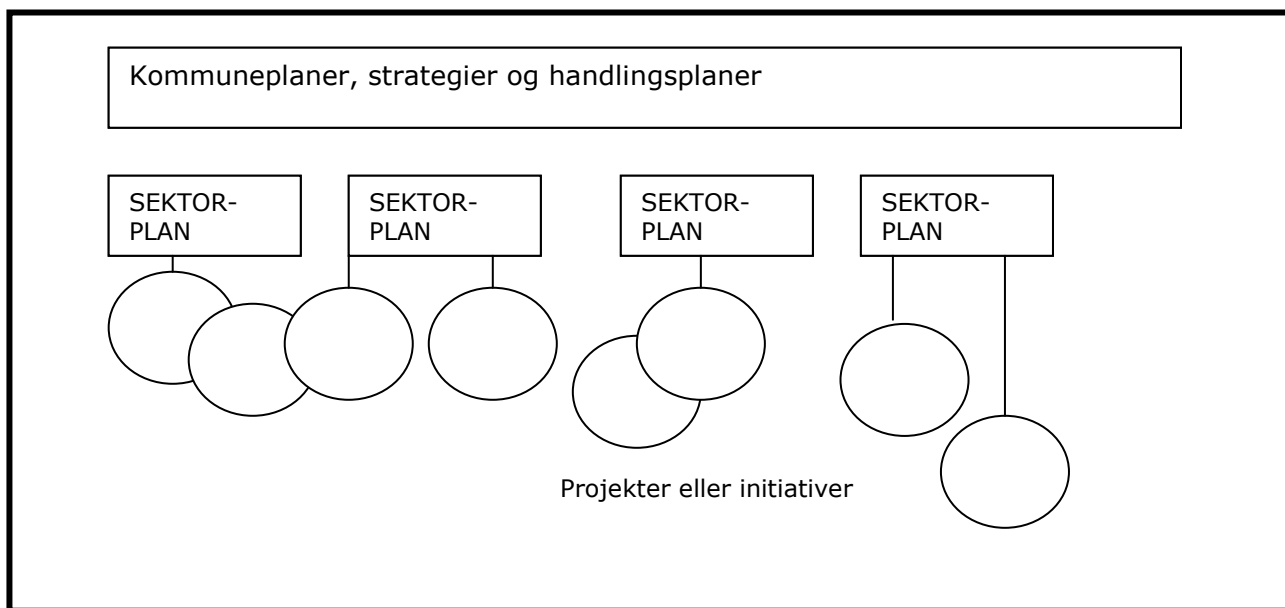 Kommuneplaner, strategier og handlingsplaner
SEKTOR-
PLAN
SEKTOR-
PLAN
SEKTOR-
PLAN
SEKTOR-
PLAN
Projekter eller initiativer